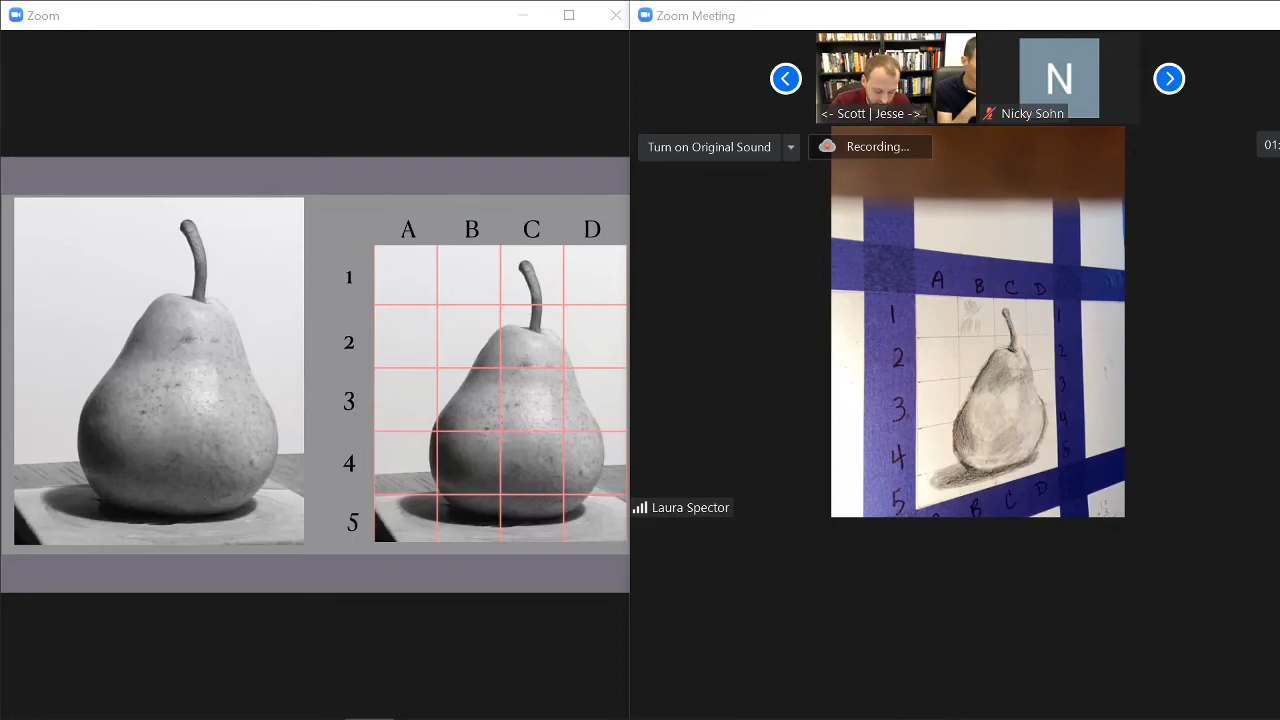 Zoom
Zoom Meeting
<- Scott | Jesse ->
N
Nicky Sohn
Turn on Original Sound
Recording...
01:
A B C D
1
2
3
4
5
A B C D
1 1
2 2
3 3
4 4
5 5
B C D
Laura Spector